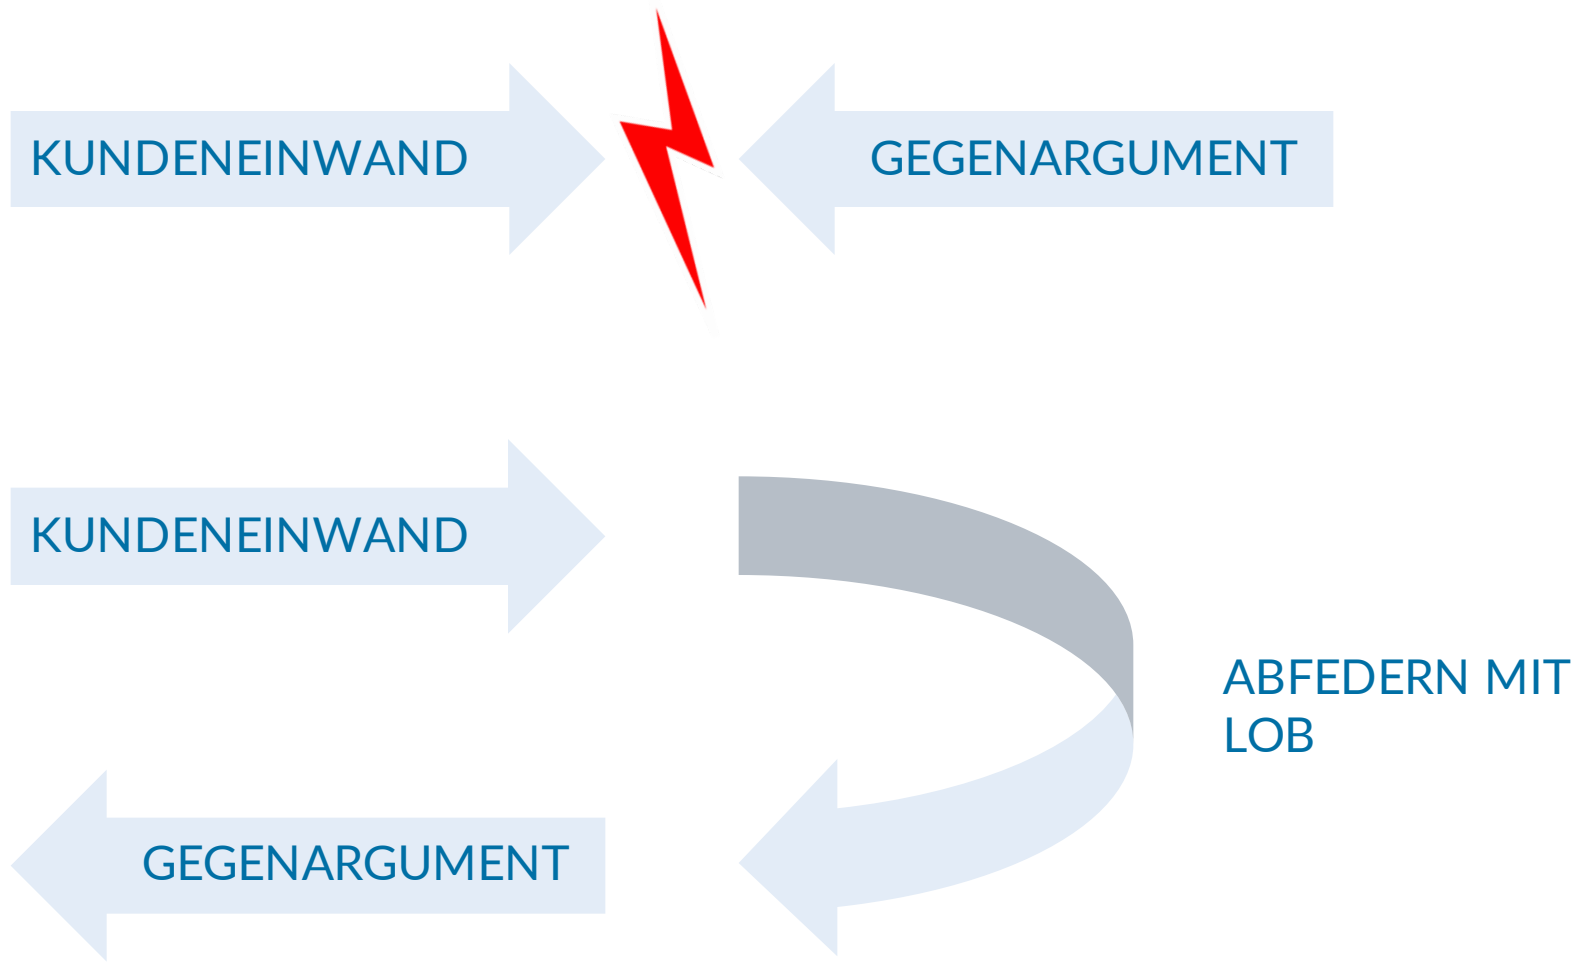 KUNDENEINWAND
GEGENARGUMENT
KUNDENEINWAND
ABFEDERN MIT
LOB
GEGENARGUMENT